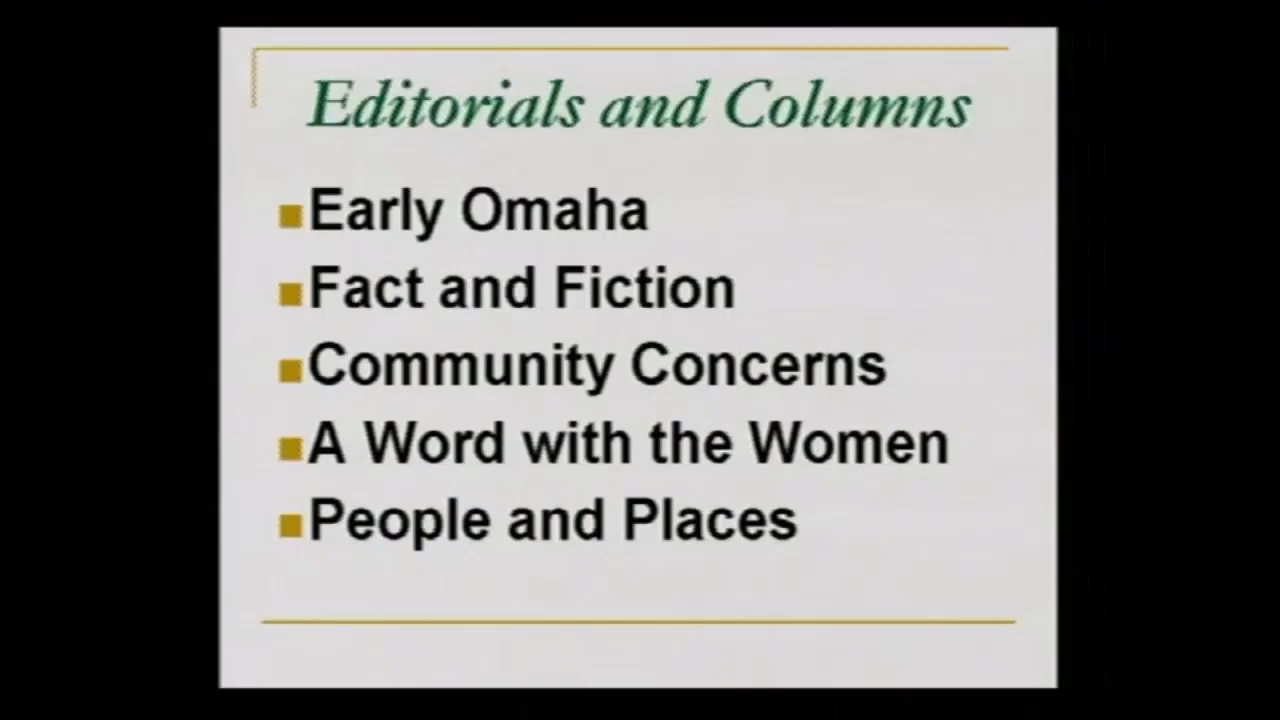 Editorials and Columns
Early Omaha
Fact and Fiction
Community Concerns
A Word with the Women
People and Places